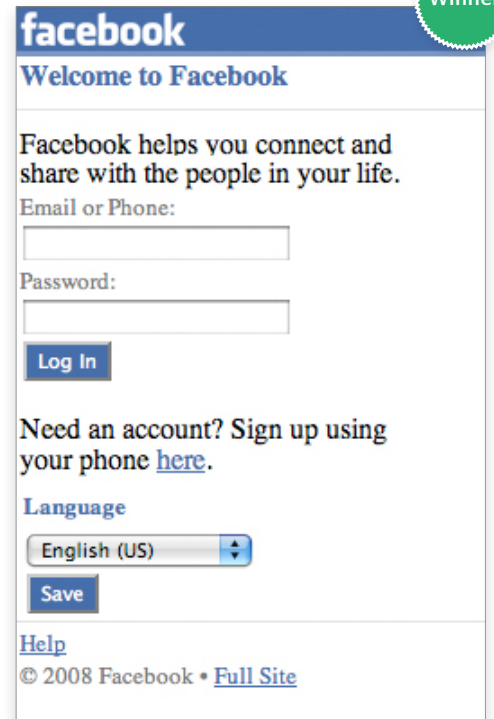 Winner
facebook
Welcome to Facebook
Facebook helps you connect and
share with the people in your life.
Email or Phone:
Password:
Log In
Need an account? Sign up using
your phone here.
Language
English (US)
Save
Help
© 2008 Facebook • Full Site